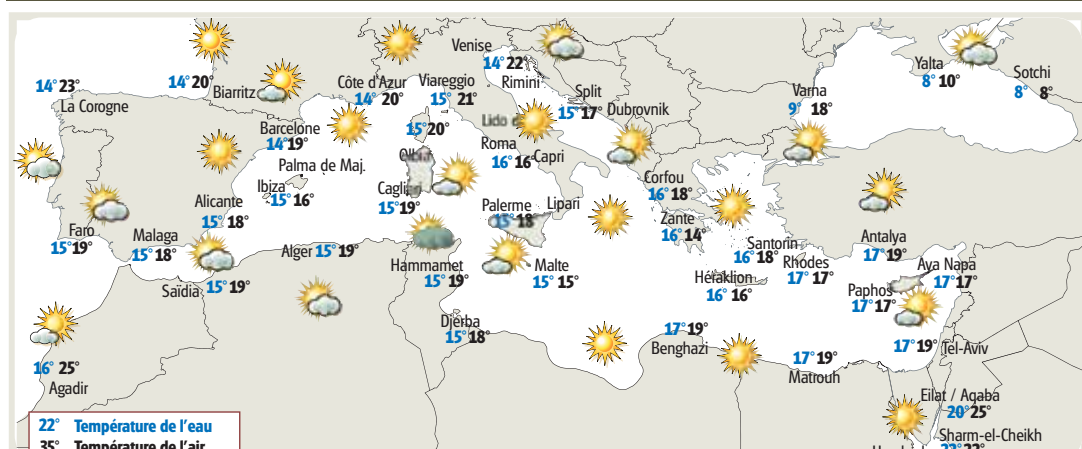 Venise
14° 22°
Rimini
14° 23°
La Corogne
14° 20°
Biarritz
Côte d'Azur
14° 20°
Viareggio
15° 21°
Split
15° 17°
Dubrovnik
Varna
9° 18°
Yalta
8° 10°
Sotchi
8° 8°
Barcelone
14° 19°
15° 20°
Lido
Roma
16° 16°
Capri
Palma de Maj.
Ibiza
15° 16°
Olbia
Cagliari
15° 19°
Corfou
16° 18°
Alicante
15° 18°
Palerme
15° 18°
Lipari
Zante
16° 14°
Faro
15° 19°
Malaga
15° 18°
Alger 15° 19°
Santorin
16° 18°
Antalya
17° 19°
Saïdia
15° 19°
Hammamet
15° 19°
Malte
15° 15°
Héraklion
16° 16°
Rhodes
17° 17°
Aya Napa
17° 17°
Paphos
17° 17°
Djerba
15° 18°
17° 19°
Benghazi
17° 19°
Matrouh
17° 19°
Tel-Aviv
16° 25°
Agadir
Eilat / Aqaba
20° 25°
Sharm-el-Cheikh
22° Température de l'eau
35° Température de l'air